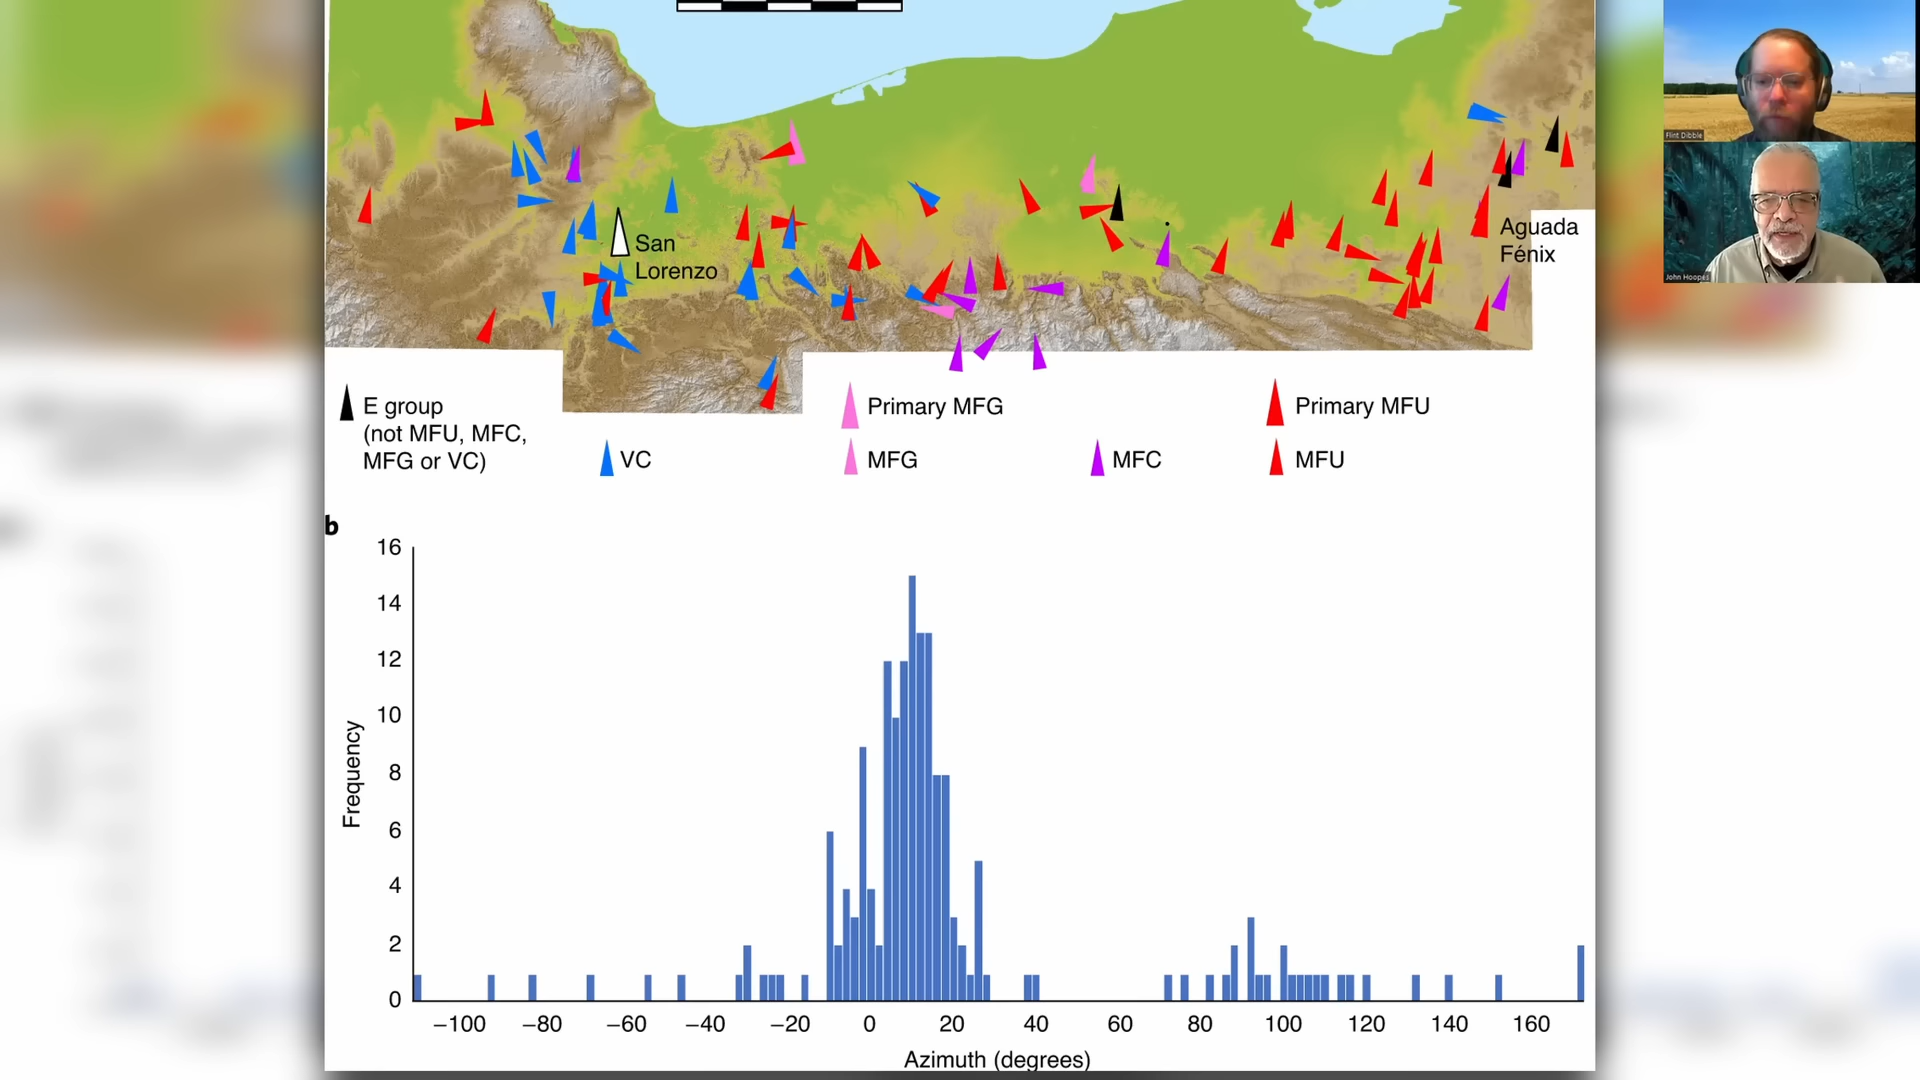 Flint Dibble
John Hoopes
San
Lorenzo
Aguada
Fénix
E group
(not MFU, MFC,
MFG or VC)
VC
Primary MFG
MFG
MFC
Primary MFU
MFU
b
16
14
12
10
8
6
4
2
0
Frequency
−100 −80 −60 −40 −20 0 20 40 60 80 100 120 140 160
Azimuth (degrees)